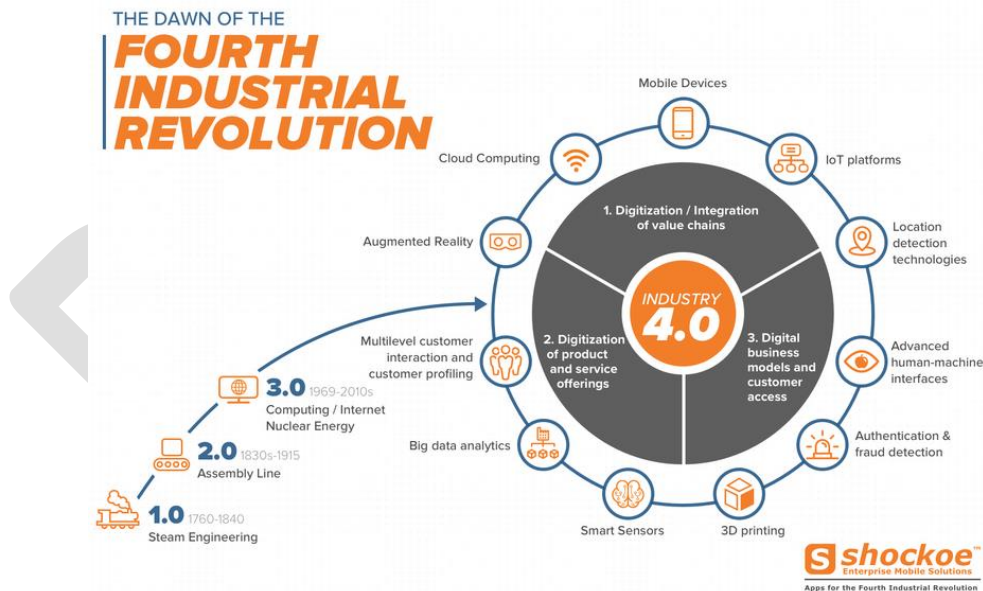 THE DAWN OF THE
FOURTH
INDUSTRIAL
REVOLUTION
Mobile Devices
Cloud Computing
IoT platforms
Augmented Reality
Location
detection
technologies
Multilevel customer
interaction and
customer profiling
Advanced
human-machine
interfaces
Big data analytics
Authentication &
fraud detection
Smart Sensors
3D printing
1. Digitization / Integration
of value chains
INDUSTRY
4.0
2. Digitization
of product
and service
offerings
3. Digital
business
models and
customer
access
3.0 1969-2010s
Computing / Internet
Nuclear Energy
2.0 1830s-1915
Assembly Line
1.0 1760-1840
Steam Engineering
S shockoe™
Enterprise Mobile Solutions
Apps for the Fourth Industrial Revolution